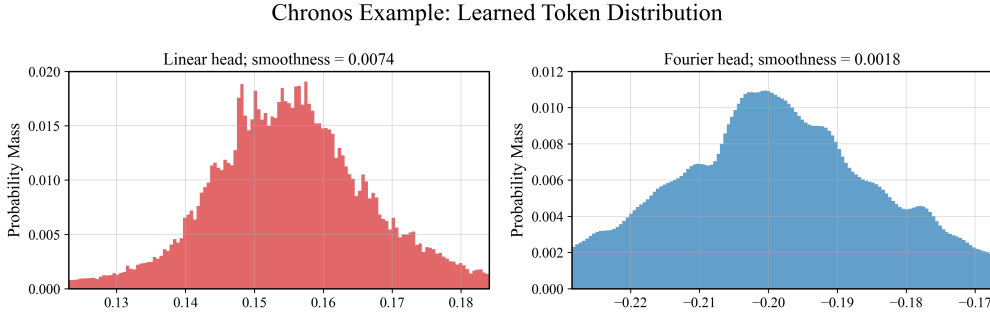 Chronos Example: Learned Token Distribution
Linear head; smoothness = 0.0074
Probability Mass
0.020
0.015
0.010
0.005
0.000
0.13 0.14 0.15 0.16 0.17 0.18
Fourier head; smoothness = 0.0018
Probability Mass
0.012
0.010
0.008
0.006
0.004
0.002
0.000
−0.22 −0.21 −0.20 −0.19 −0.18 −0.17